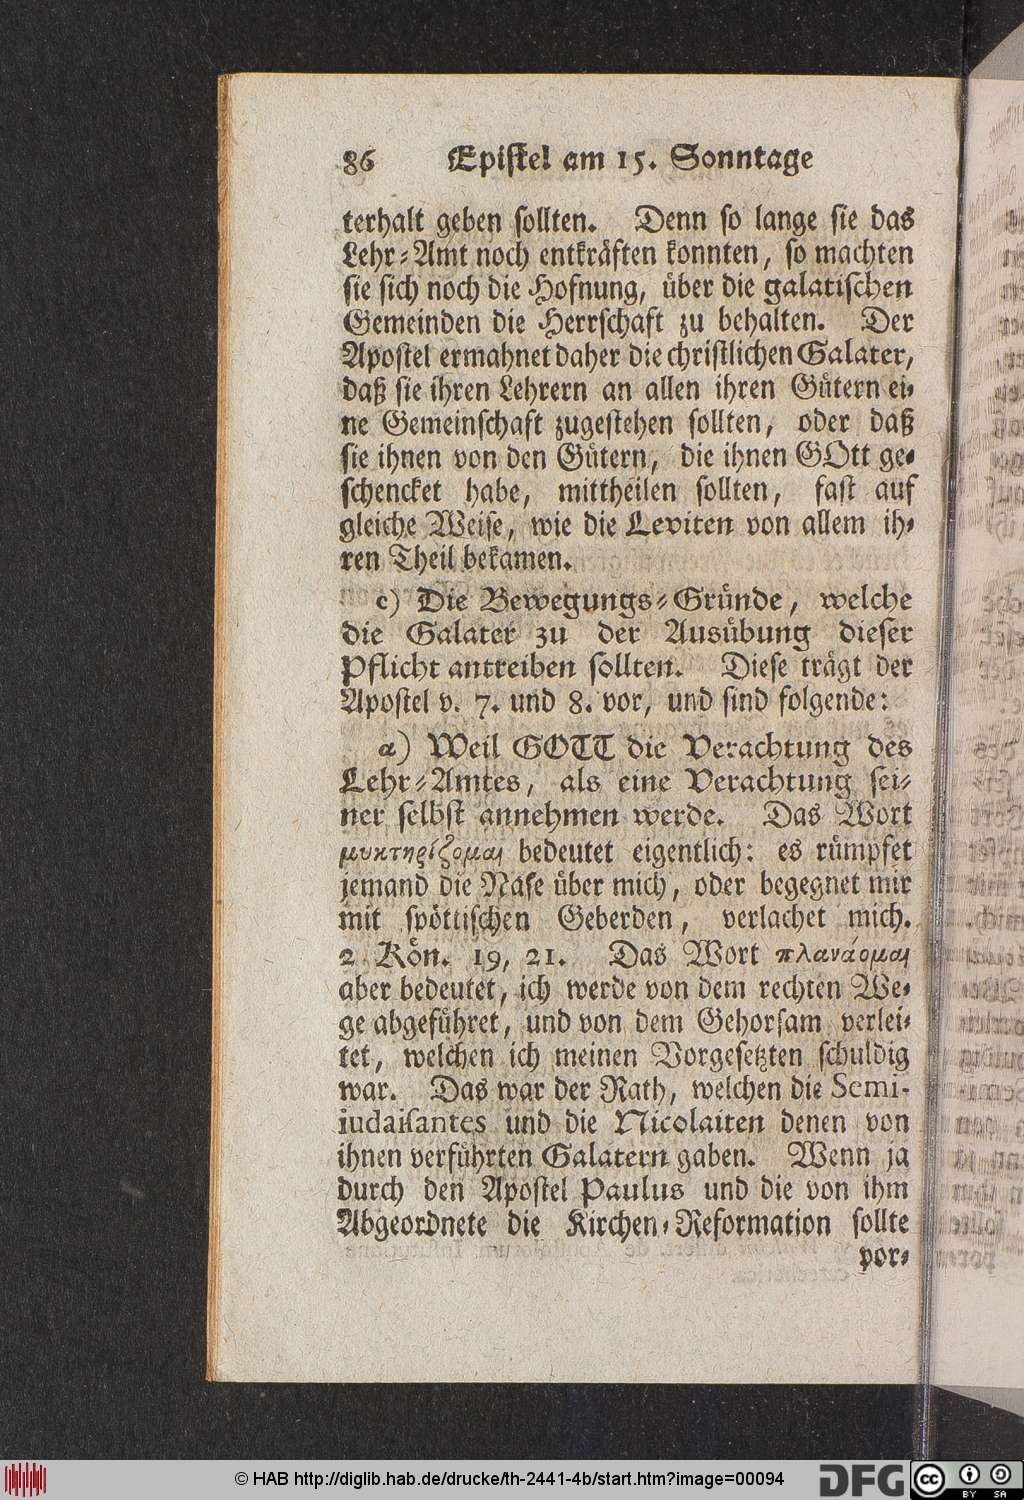 86 Epistel am 15. Sonntage
terhalt geben sollten. Denn so lange sie das
Lehr-Amt noch entkräften konnten, so machten
sie sich noch die Hofnung, über die galatischen
Gemeinden die Herrschaft zu behalten. Der
Apostel ermahnet daher die christlichen Galater,
daß sie ihren Lehrern an allen ihren Gütern ei-
ne Gemeinschaft zugestehen sollten, oder daß
sie ihnen von den Gütern, die ihnen GOtt ge-
schencket habe, mittheilen sollten, fast auf
gleiche Weise, wie die Leviten von allem ih-
ren Theil bekamen.
c) Die Bewegungs-Gründe, welche
die Galater zu der Ausübung dieser
Pflicht antreiben sollten. Diese trägt der
Apostel v. 7. und 8. vor, und sind folgende:
α) Weil GOTT die Verachtung des
Lehr-Amtes, als eine Verachtung sei-
ner selbst annehmen werde. Das Wort
μυκτηρίζομαι bedeutet eigentlich: es rümpfet
jemand die Nase über mich, oder begegnet mir
mit spöttischen Geberden, verlachet mich.
2 Kön. 19, 21. Das Wort πλανάομαι
aber bedeutet, ich werde von dem rechten We-
ge abgeführet, und von dem Gehorsam verlei-
tet, welchen ich meinen Vorgesetzten schuldig
war. Das war der Rath, welchen die Semi-
iudaisantes und die Nicolaiten denen von
ihnen verführten Galatern gaben. Wenn ja
durch den Apostel Paulus und die von ihm
Abgeordnete die Kirchen-Reformation sollte
vor-
© HAB http://diglib.hab.de/drucke/th-2441-4b/start.htm?image=00094
DFG
cc BY SA